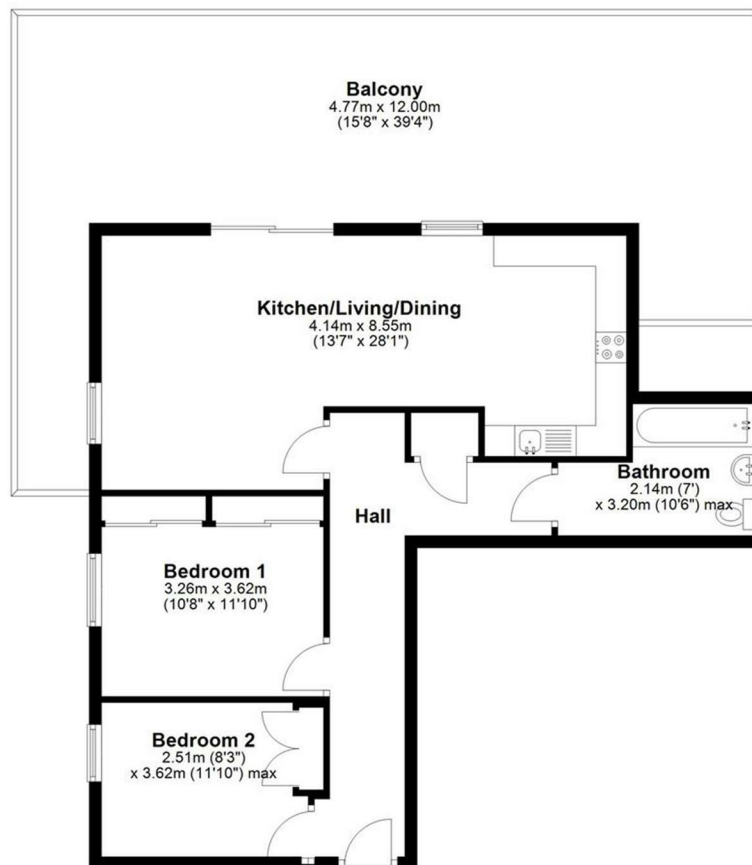 Balcony
4.77m x 12.00m
(15'8" x 39'4")
Kitchen/Living/Dining
4.14m x 8.55m
(13'7" x 28'1")
Bathroom
2.14m (7')
x 3.20m (10'6") max
Hall
Bedroom 1
3.26m x 3.62m
(10'8" x 11'10")
Bedroom 2
2.51m (8'3")
x 3.62m (11'10") max